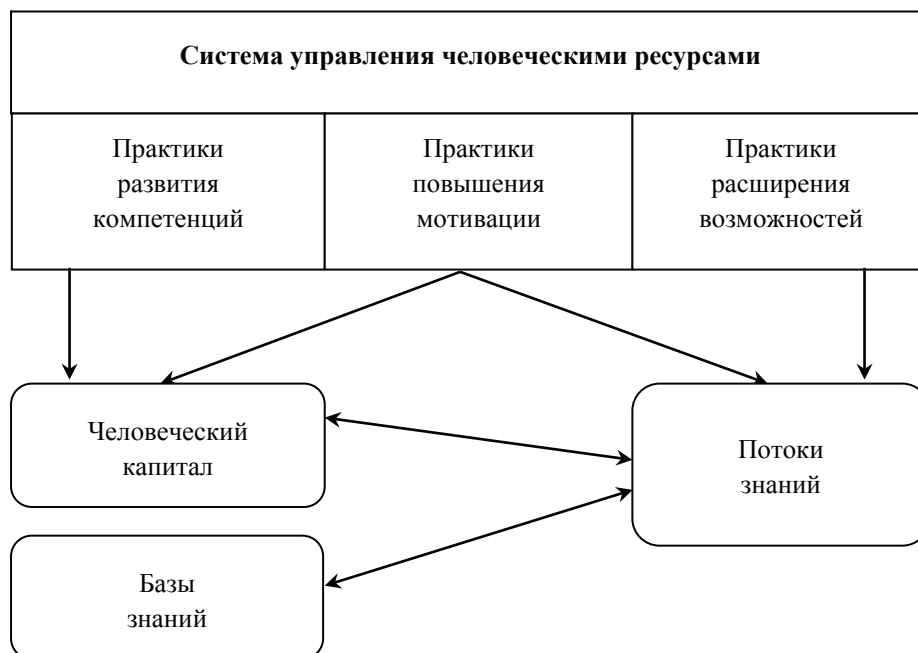 Система управления человеческими ресурсами
Практики
развития
компетенций
Практики
повышения
мотивации
Практики
расширения
возможностей
Человеческий
капитал
Потоки
знаний
Базы
знаний